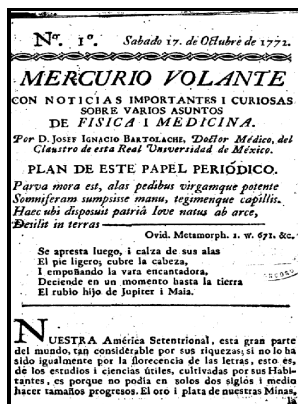 Nº. 1º. Sabado 17. de Octubre de 1772.
MERCURIO VOLANTE
CON NOTICIAS IMPORTANTES I CURIOSAS
SOBRE VARIOS ASUNTOS
DE FISICA I MEDICINA.
Por D. JOSEF IGNACIO BARTOLACHE, Doctor Médico, del
Claustro de esta Real Universidad de México.
PLAN DE ESTE PAPEL PERIÓDICO.
Parva mora est, alas pedibus virgamque potente
Somniferam sumpsisse manu, tegimenque capillis.
Haec ubi disposuit patriâ Iove natus ab arce,
Desilit in terras
Ovid. Metamorph. 1. v. 671. &c.
Se apresta luego, i calza de sus alas
El pie ligero; cubre la cabeza,
I empoñando la vara encantadora,
Deciende en un momento hasta la tierra
El rubio hijo de Jupiter i Maia.
NUESTRA América Setentrional, esta gran parte
del mundo, tan considerable por sus riquezas, si no lo ha
sido igualmente por la florecencia de las letras, esto es,
de los estudios i ciencias útiles, cultivadas por sus Habi-
tantes, es porque no podia en solos dos siglos i medio
hacer tamaños progresos. El oro i plata de nuestras Minas,
la